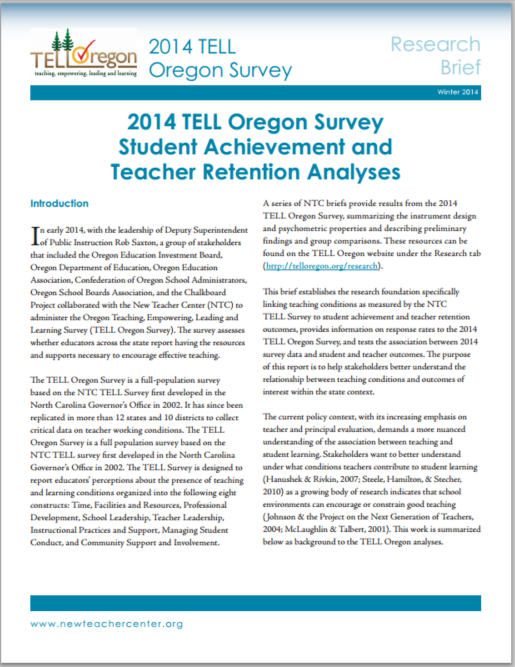 TELL Oregon
teaching, empowering, leading and learning
2014 TELL
Oregon Survey
Research
Brief
Winter 2014
2014 TELL Oregon Survey
Student Achievement and
Teacher Retention Analyses
Introduction
In early 2014, with the leadership of Deputy Superintendent
of Public Instruction Rob Saxton, a group of stakeholders
that included the Oregon Education Investment Board,
Oregon Department of Education, Oregon Education
Association, Confederation of Oregon School Administrators,
Oregon School Boards Association, and the Chalkboard
Project collaborated with the New Teacher Center (NTC) to
administer the Oregon Teaching, Empowering, Leading and
Learning Survey (TELL Oregon Survey). The survey assesses
whether educators across the state report having the resources
and supports necessary to encourage effective teaching.
The TELL Oregon Survey is a full-population survey
based on the NTC TELL Survey first developed in the
North Carolina Governor's Office in 2002. It has since been
replicated in more than 12 states and 10 districts to collect
critical data on teacher working conditions. The TELL
Oregon Survey is a full population survey based on the
NTC TELL survey first developed in the North Carolina
Governor's Office in 2002. The TELL Survey is designed to
report educators' perceptions about the presence of teaching
and learning conditions organized into the following eight
constructs: Time, Facilities and Resources, Professional
Development, School Leadership, Teacher Leadership,
Instructional Practices and Support, Managing Student
Conduct, and Community Support and Involvement.
A series of NTC briefs provide results from the 2014
TELL Oregon Survey, summarizing the instrument design
and psychometric properties and describing preliminary
findings and group comparisons. These resources can be
found on the TELL Oregon website under the Research tab
(http://telloregon.org/research).
This brief establishes the research foundation specifically
linking teaching conditions as measured by the NTC
TELL Survey to student achievement and teacher retention
outcomes, provides information on response rates to the 2014
TELL Oregon Survey, and tests the association between 2014
survey data and student and teacher outcomes. The purpose
of this report is to help stakeholders better understand the
relationship between teaching conditions and outcomes of
interest within the state context.
The current policy context, with its increasing emphasis on
teacher and principal evaluation, demands a more nuanced
understanding of the association between teaching and
student learning. Stakeholders want to better understand
under what conditions teachers contribute to student learning
(Hanushek & Rivkin, 2007; Steele, Hamilton, & Stecher,
2010) as a growing body of research indicates that school
environments can encourage or constrain good teaching
(Johnson & the Project on the Next Generation of Teachers,
2004; McLaughlin & Talbert, 2001). This work is summarized
below as background to the TELL Oregon analyses.
www.newteachercenter.org